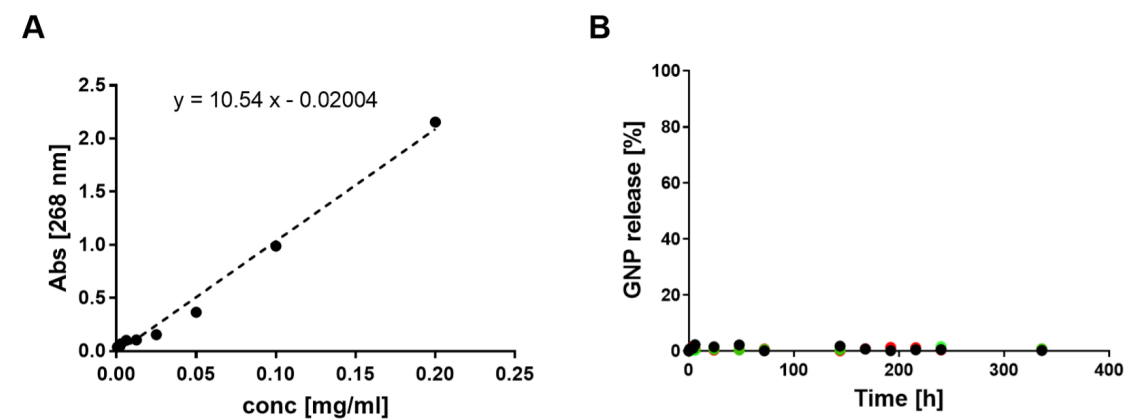 A
B
y = 10.54 x - 0.02004
Abs [268 nm]
2.5
2.0
1.5
1.0
0.5
0.0
0.00 0.05 0.10 0.15 0.20 0.25
conc [mg/ml]
GNP release [%]
100
80
60
40
20
0
0 100 200 300 400
Time [h]